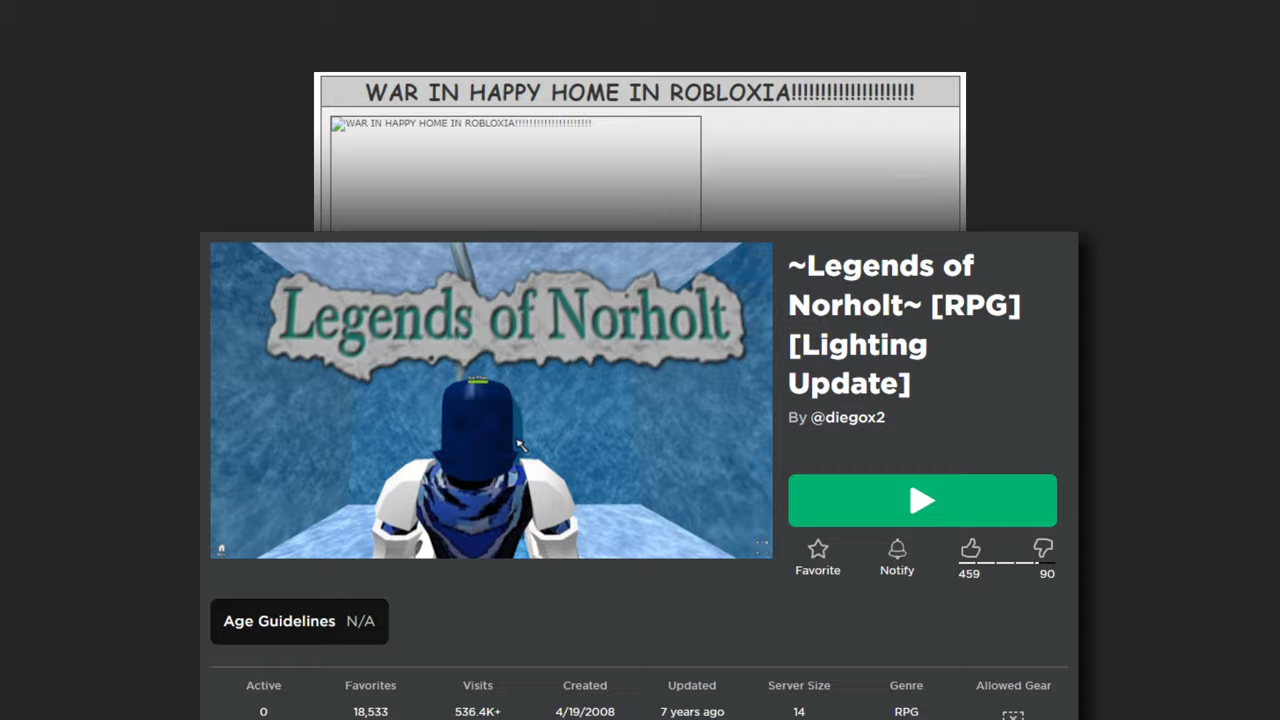 WAR IN HAPPY HOME IN ROBLOXIA!!!!!!!!!!!!!!!!!!!!!
WAR IN HAPPY HOME IN ROBLOXIA!!!!!!!!!!!!!!!!!!!!!
Legends of Norholt
~Legends of
Norholt~ [RPG]
[Lighting
Update]
By @diegox2
Favorite Notify 459 90
Age Guidelines N/A
Active Favorites Visits Created Updated Server Size Genre Allowed Gear
0 18,533 536.4K+ 4/19/2008 7 years ago 14 RPG